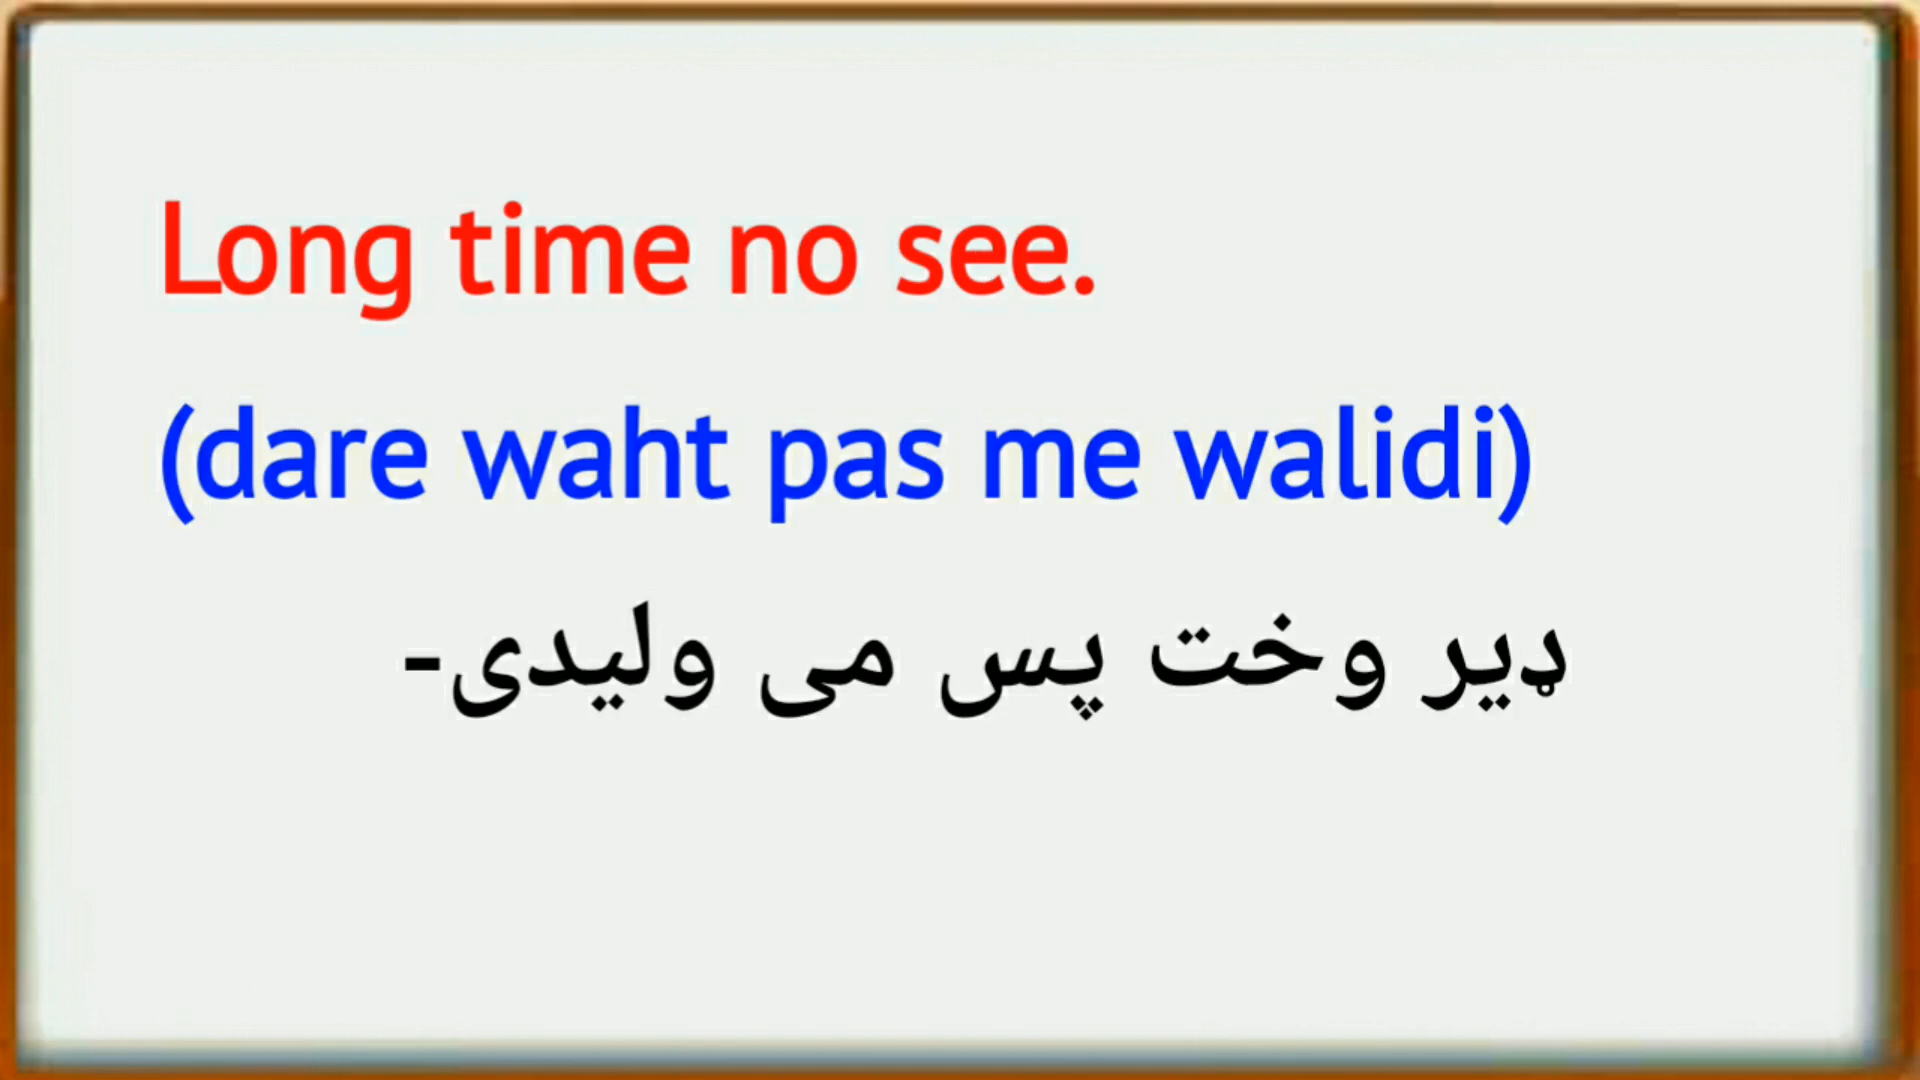 Long time no see.
(dare waht pas me walidi)
ډیر وخت پس می ولیدی-